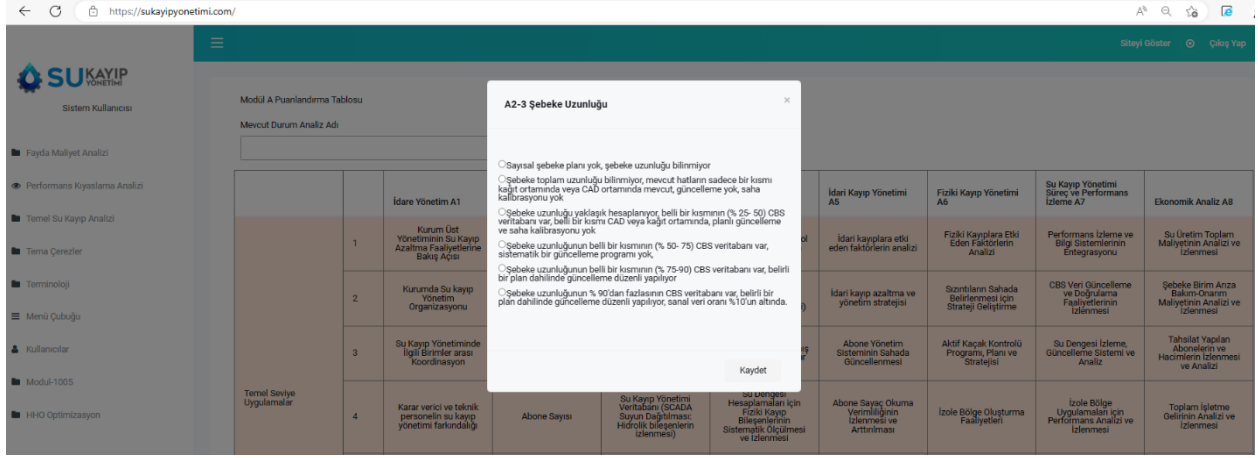 https://sukayipyonetimi.com/
Siteyi Göster
Çıkış Yap
SUKAYIP
YÖNETİMİ
Sistem Kullanıcısı
Fayda Maliyet Analizi
Performans Kıyaslama Analizi
Temel Su Kayıp Analizi
Tema Çerezler
Terminoloji
Menü Çubuğu
Kullanıcılar
Modul-1005
HHO Optimizasyon
Modül A Puanlandırma Tablosu
Mevcut Durum Analiz Adı
A2-3 Şebeke Uzunluğu
×
Sayısal şebeke planı yok, şebeke uzunluğu bilinmiyor
Şebeke toplam uzunluğu bilinmiyor, mevcut hatların sadece bir kısmı
kağıt ortamında veya CAD ortamında mevcut, güncelleme yok, saha
kalibrasyonu yok
Şebeke uzunluğu yaklaşık hesaplanıyor, belli bir kısmının (% 25- 50) CBS
veritabanı var, belli bir kısmı CAD veya kağıt ortamında, planlı güncelleme
ve saha kalibrasyonu yok
Şebeke uzunluğunun belli bir kısmının (% 50- 75) CBS veritabanı var,
sistematik bir güncelleme programı yok,
Şebeke uzunluğunun belli bir kısmının (% 75-90) CBS veritabanı var, belirli
bir plan dahilinde güncelleme düzenli yapılıyor
Şebeke uzunluğunun % 90'dan fazlasının CBS veritabanı var, belirli bir
plan dahilinde güncelleme düzenli yapılıyor, sanal veri oranı %10'un altında.
Kaydet
İdare Yönetim A1
İdari Kayıp Yönetimi
A5
Fiziki Kayıp Yönetimi
A6
Su Kayıp Yönetimi
Süreç ve Performans
İzleme A7
Ekonomik Analiz A8
Temel Seviye
Uygulamalar
1
Kurum Üst
Yönetiminin Su Kayıp
Azaltma Faaliyetlerine
Bakış Açısı
ol
İdari kayıplara etki
eden faktörlerin analizi
Fiziki Kayıplara Etki
Eden Faktörlerin
Analizi
Performans İzleme ve
Bilgi Sistemlerinin
Entegrasyonu
Su Üretim Toplam
Maliyetinin Analizi ve
İzlenmesi
2
Kurumda Su kayıp
Yönetim
Organizasyonu
İdari kayıp azaltma ve
yönetim stratejisi
Sızıntıların Sahada
Belirlenmesi için
Strateji Geliştirme
CBS Veri Güncelleme
ve Doğrulama
Faaliyetlerinin
İzlenmesi
Şebeke Birim Arıza
Bakım-Onarım
Maliyetinin Analizi ve
İzlenmesi
3
Su Kayıp Yönetiminde
İlgili Birimler arası
Koordinasyon
Abone Yönetim
Sisteminin Sahada
Güncellenmesi
Aktif Kaçak Kontrolü
Programı, Planı ve
Stratejisi
Su Dengesi İzleme,
Güncelleme Sistemi ve
Analiz
Tahsilat Yapılan
Abonelerin ve
Hacimlerin İzlenmesi
ve Analizi
4
Karar verici ve teknik
personelin su kayıp
yönetimi farkındalığı
Abone Sayısı
Su Kayıp Yönetimi
Veritabanı (SCADA
Suyun Dağıtılması:
Hidrolik bileşenlerin
izlenmesi)
Su Dengesi
Hesaplamaları için
Fiziki Kayıp
Bileşenlerinin
Sistematik Ölçülmesi
ve İzlenmesi
Abone Sayaç Okuma
Verimliliğinin
İzlenmesi ve
Arttırılması
İzole Bölge Oluşturma
Faaliyetleri
İzole Bölge
Uygulamaları için
Performans Analizi ve
İzlenmesi
Toplam İşletme
Gelirinin Analizi ve
İzlenmesi